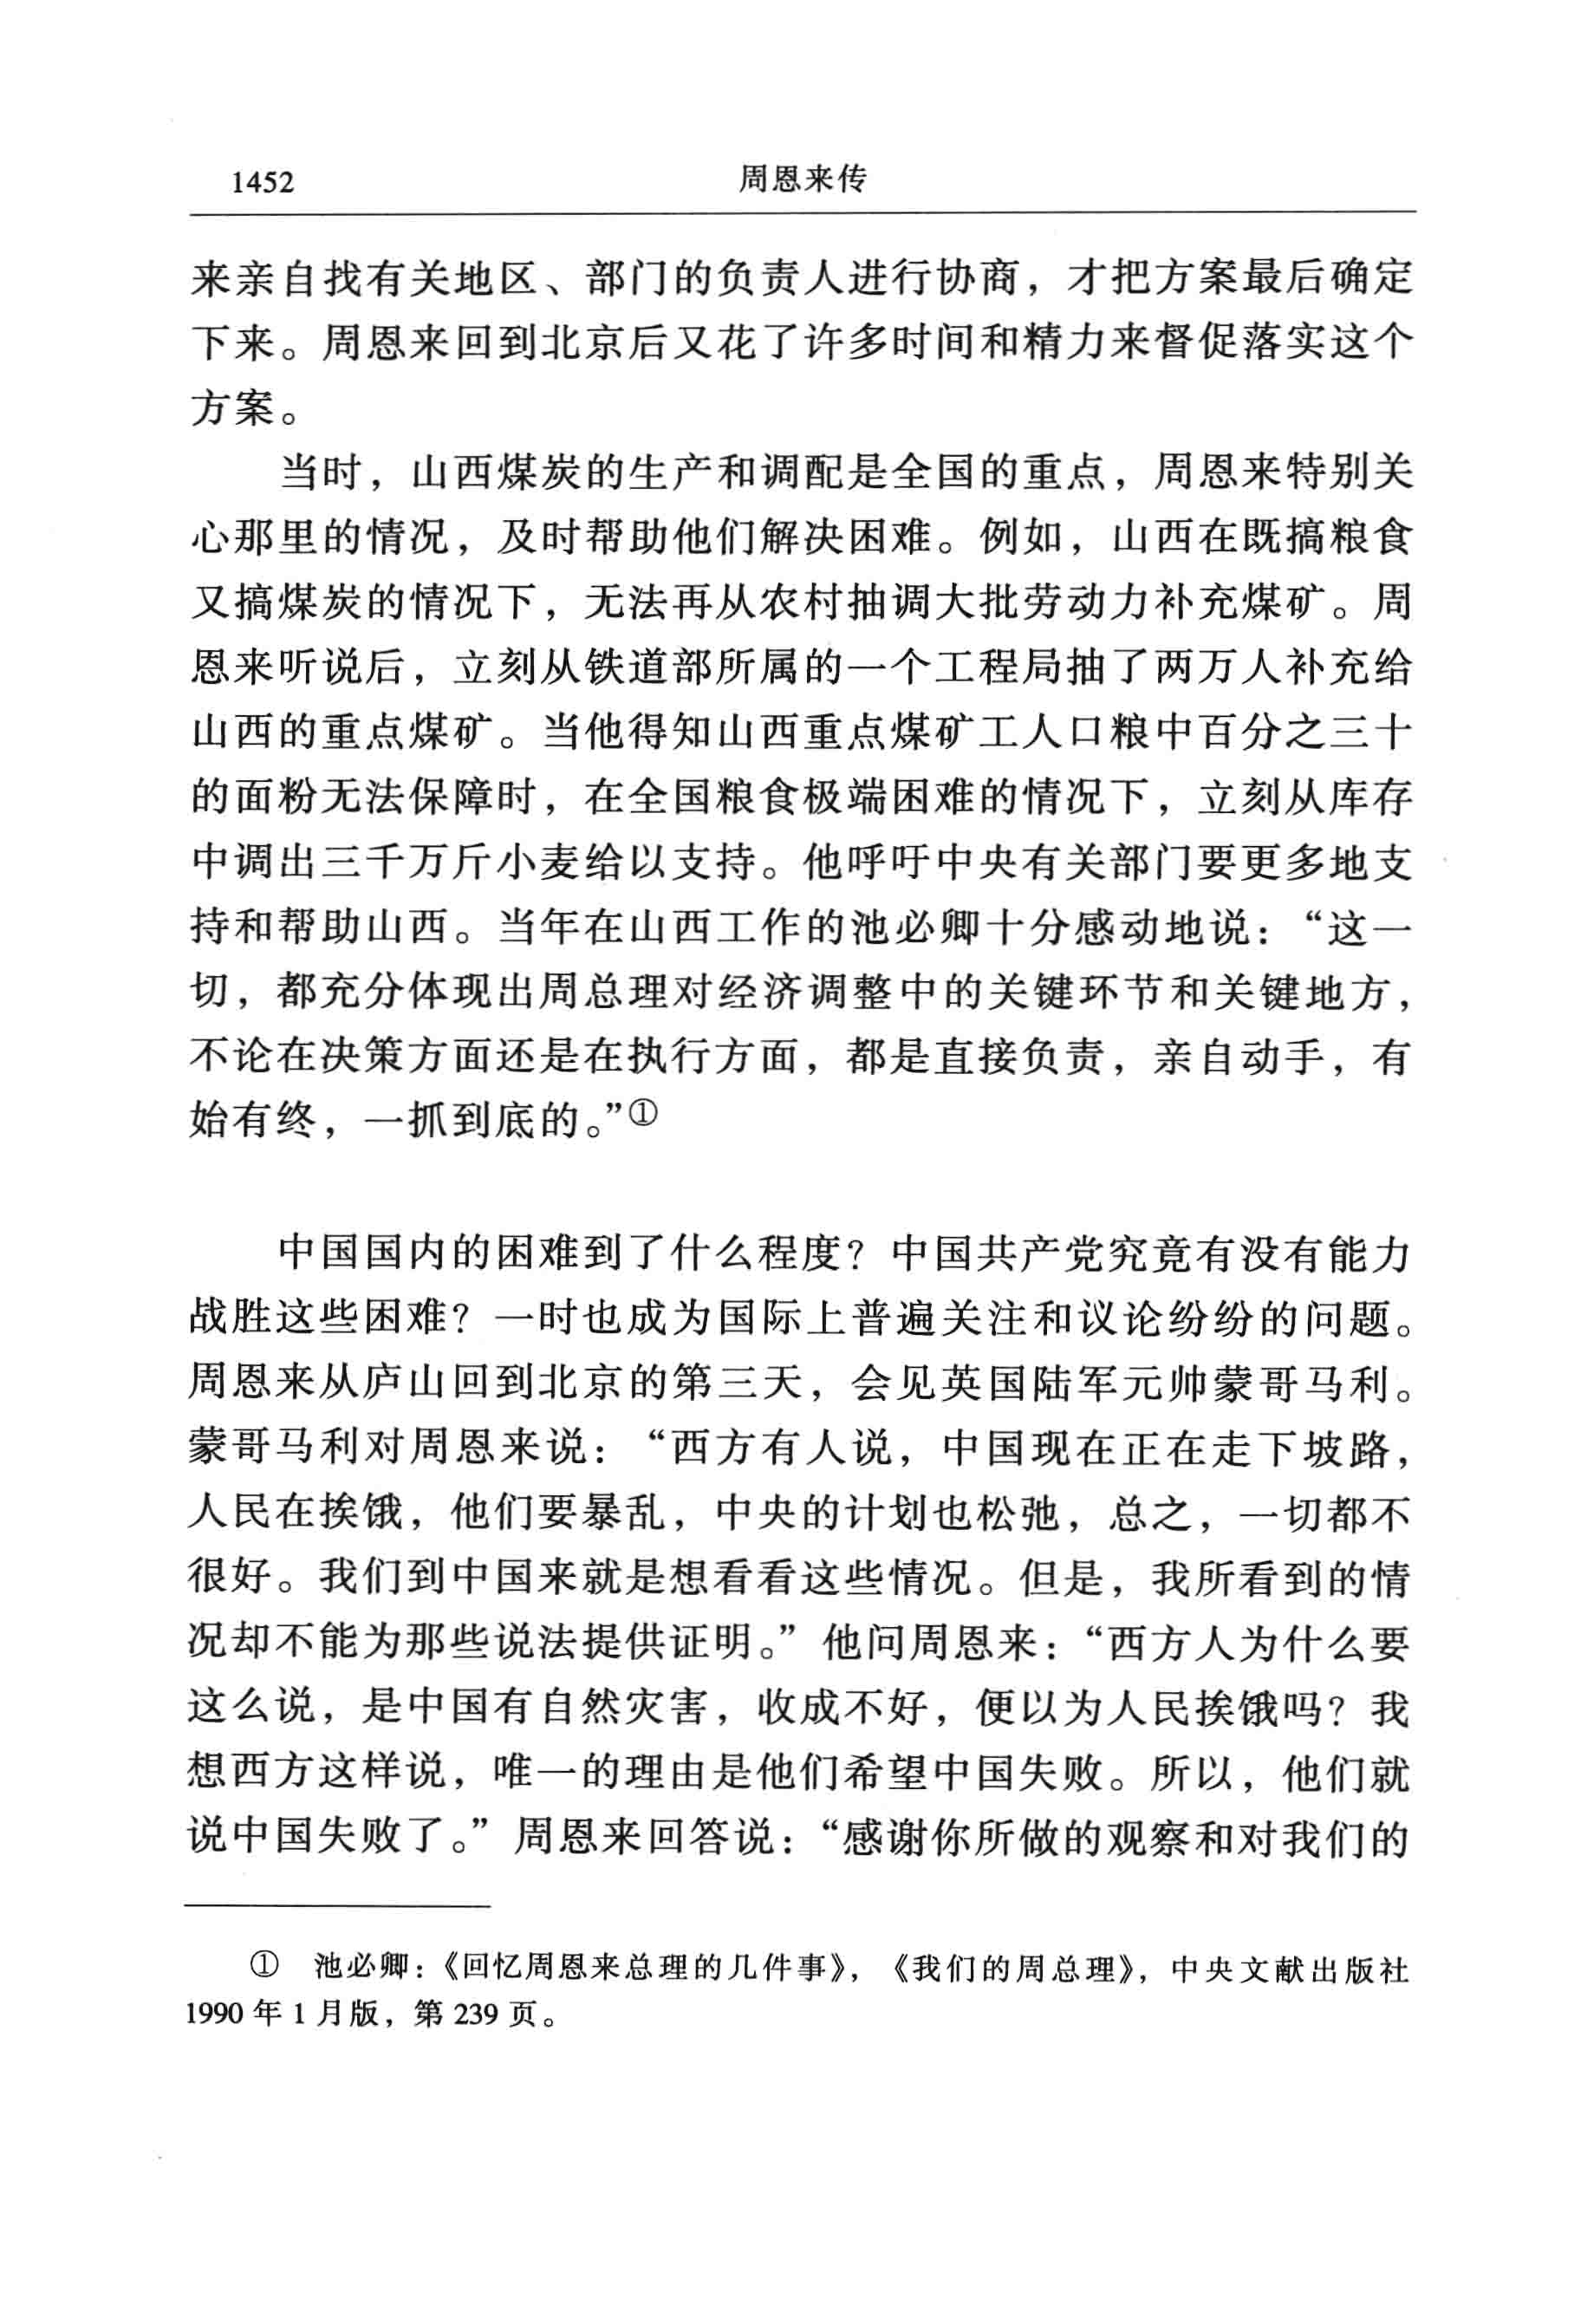 1452 周恩来传
来亲自找有关地区、部门的负责人进行协商，才把方案最后确定
下来。周恩来回到北京后又花了许多时间和精力来督促落实这个
方案。
当时，山西煤炭的生产和调配是全国的重点，周恩来特别关
心那里的情况，及时帮助他们解决困难。例如，山西在既搞粮食
又搞煤炭的情况下，无法再从农村抽调大批劳动力补充煤矿。周
恩来听说后，立刻从铁道部所属的一个工程局抽了两万人补充给
山西的重点煤矿。当他得知山西重点煤矿工人口粮中百分之三十
的面粉无法保障时，在全国粮食极端困难的情况下，立刻从库存
中调出三千万斤小麦给以支持。他呼吁中央有关部门要更多地支
持和帮助山西。当年在山西工作的池必卿十分感动地说：“这一
切，都充分体现出周总理对经济调整中的关键环节和关键地方，
不论在决策方面还是在执行方面，都是直接负责，亲自动手，有
始有终，一抓到底的。”①
中国国内的困难到了什么程度？中国共产党究竟有没有能力
战胜这些困难？一时也成为国际上普遍关注和议论纷纷的问题。
周恩来从庐山回到北京的第三天，会见英国陆军元帅蒙哥马利。
蒙哥马利对周恩来说：“西方有人说，中国现在正在走下坡路，
人民在挨饿，他们要暴乱，中央的计划也松弛，总之，一切都不
很好。我们到中国来就是想看看这些情况。但是，我所看到的情
况却不能为那些说法提供证明。”他问周恩来：“西方人为什么要
这么说，是中国有自然灾害，收成不好，便以为人民挨饿吗？我
想西方这样说，唯一的理由是他们希望中国失败。所以，他们就
说中国失败了。”周恩来回答说：“感谢你所做的观察和对我们的
① 池必卿：《回忆周恩来总理的几件事》，《我们的周总理》，中央文献出版社
1990 年 1 月版，第 239 页。